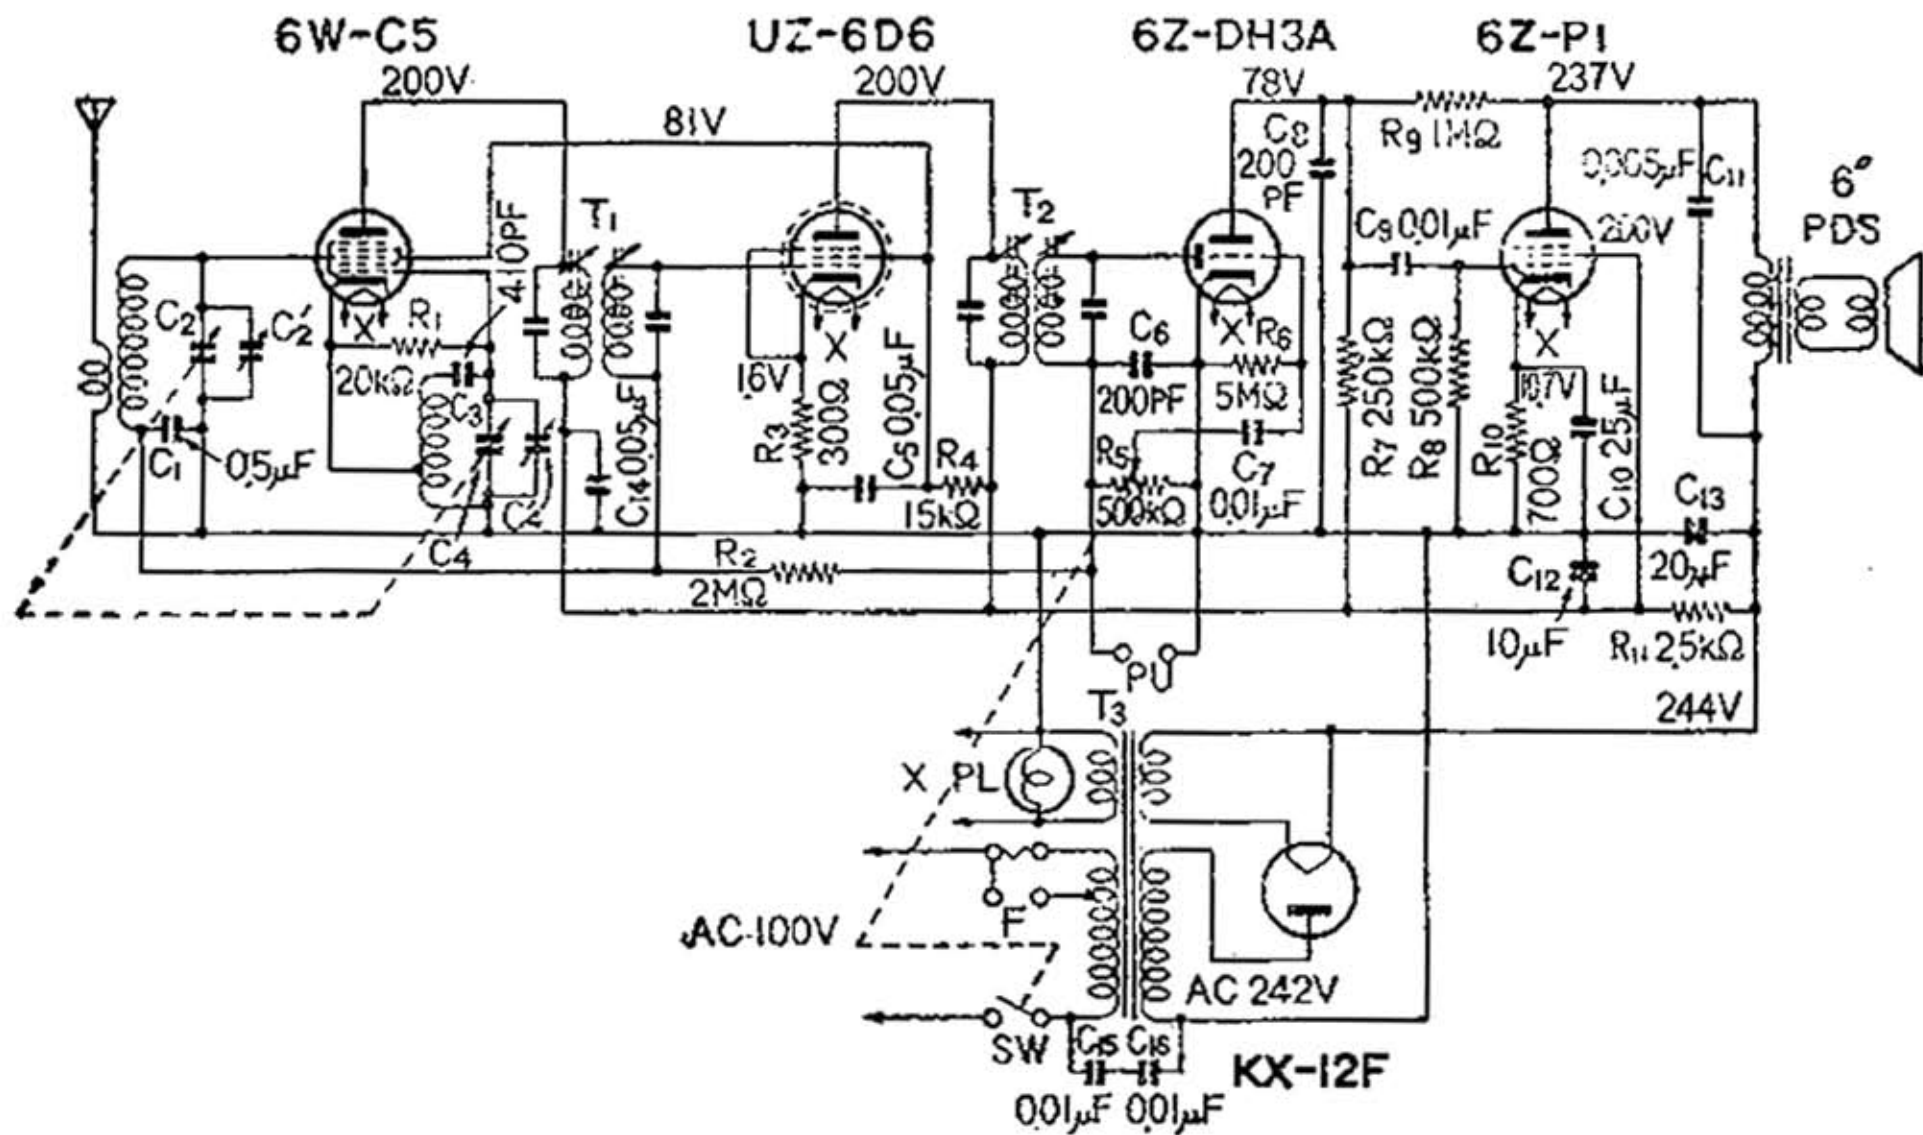 6W-C5
UZ-6D6
6Z-DH3A
6Z-P1
200V
200V
78V
237V
81V
C8
200
PF
R9 1MΩ
0.005μF
C11
6"
PDS
T1
T2
410PF
C9 0.01μF
200V
C2
C2'
X
R1
20kΩ
C3
C1
0.5μF
C4
C14 0.05μF
1.6V
X
R3
300Ω
C5 0.05μF
R4
15kΩ
C6
200PF
X
R6
5MΩ
R5
500kΩ
C7
0.01μF
R7 250kΩ
R8 500kΩ
X
10.7V
R10
700Ω
C10 25μF
C13
20μF
R2
2MΩ
C12
10μF
R11 2.5kΩ
PU
T3
244V
X
PL
F
AC-100V
AC 242V
SW
C15
C16
KX-12F
0.01μF
0.01μF